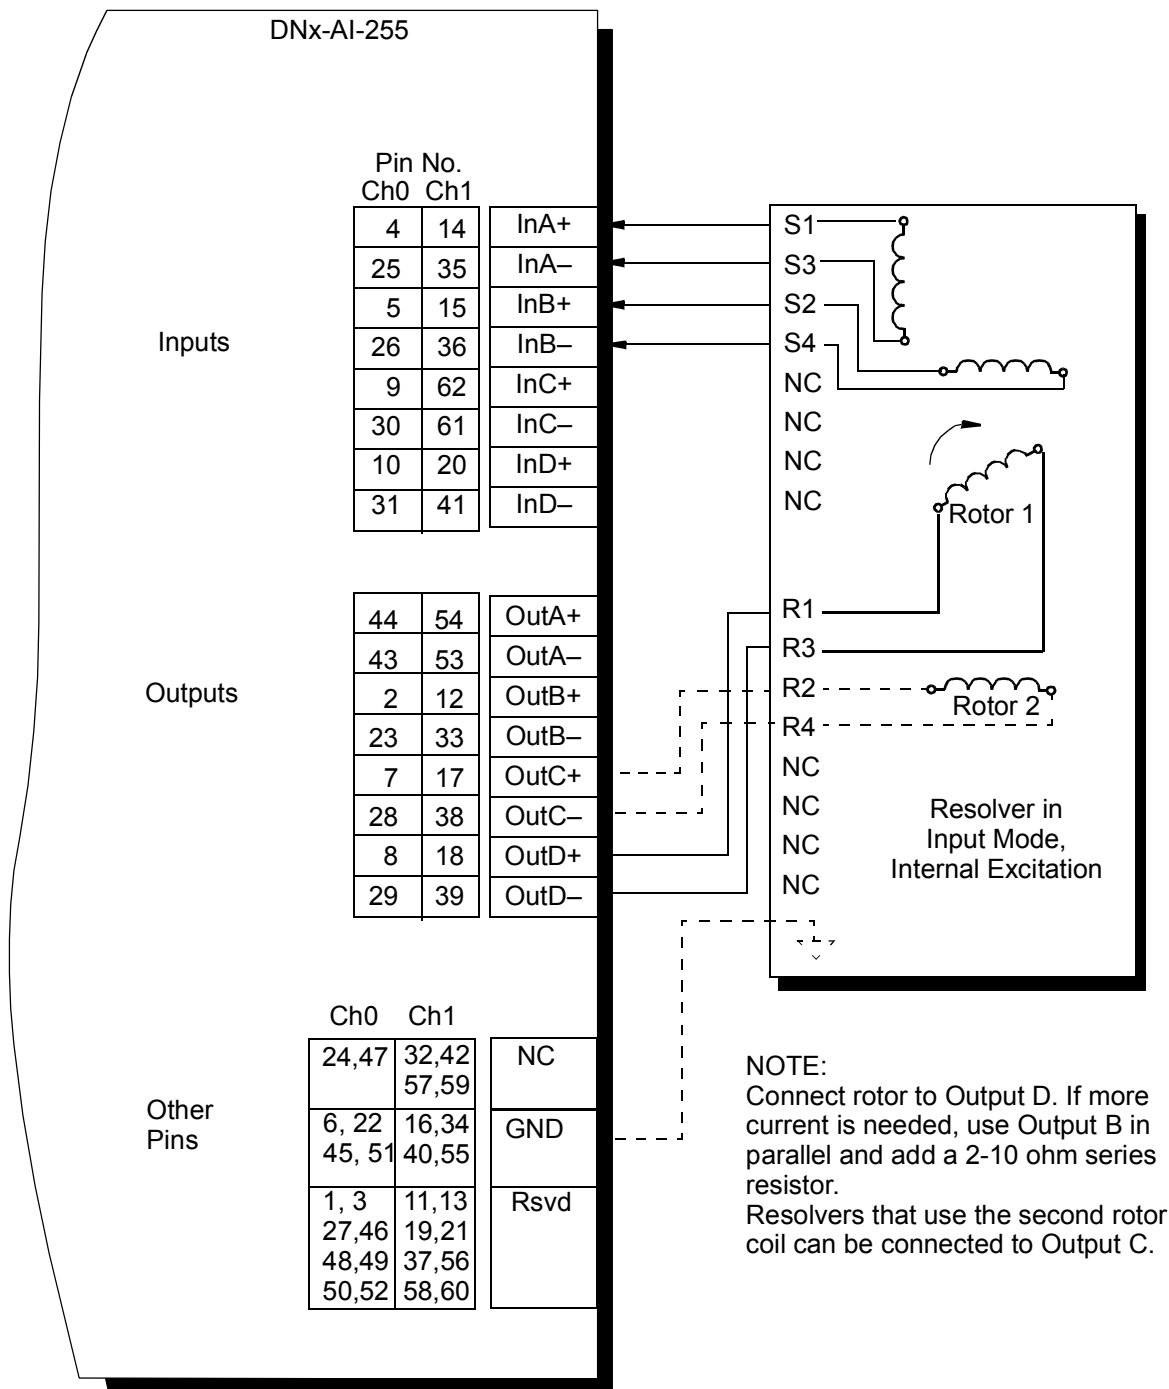 DNx-AI-255
Pin No.
Ch0 Ch1
4 14 InA+
25 35 InA–
5 15 InB+
26 36 InB–
9 62 InC+
30 61 InC–
10 20 InD+
31 41 InD–
Inputs
44 54 OutA+
43 53 OutA–
2 12 OutB+
23 33 OutB–
7 17 OutC+
28 38 OutC–
8 18 OutD+
29 39 OutD–
Outputs
Ch0 Ch1
24,47 32,42 NC
57,59
6, 22 16,34 GND
45, 51 40,55
1, 3 11,13 Rsvd
27,46 19,21
48,49 37,56
50,52 58,60
Other
Pins
S1
S3
S2
S4
NC
NC
NC
NC
Rotor 1
R1
R3
R2
Rotor 2
R4
NC
NC
NC
NC
Resolver in
Input Mode,
Internal Excitation
NOTE:
Connect rotor to Output D. If more
current is needed, use Output B in
parallel and add a 2-10 ohm series
resistor.
Resolvers that use the second rotor
coil can be connected to Output C.